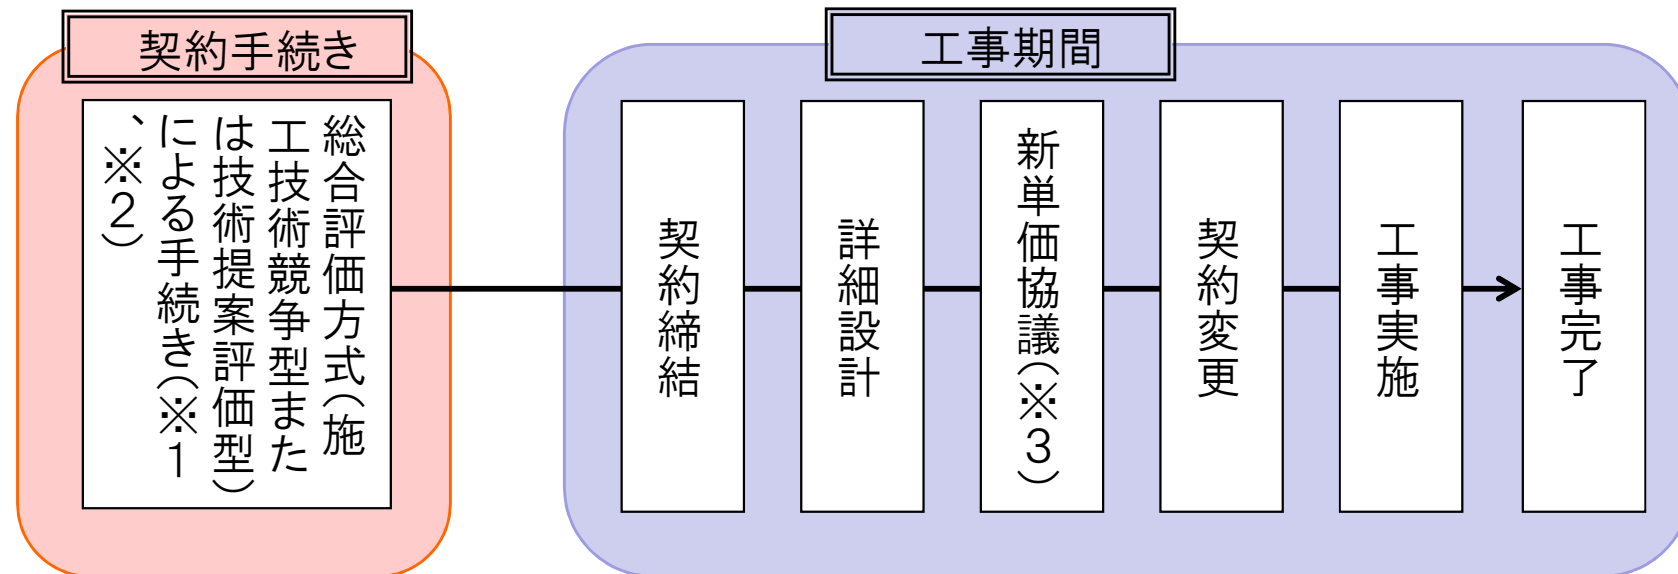 契約手続き
総合評価方式(施
工技術競争型また
は技術提案評価型)
による手続き(※1
、※2)
工事期間
契約締結
詳細設計
新単価協議(※3)
契約変更
工事実施
工事完了